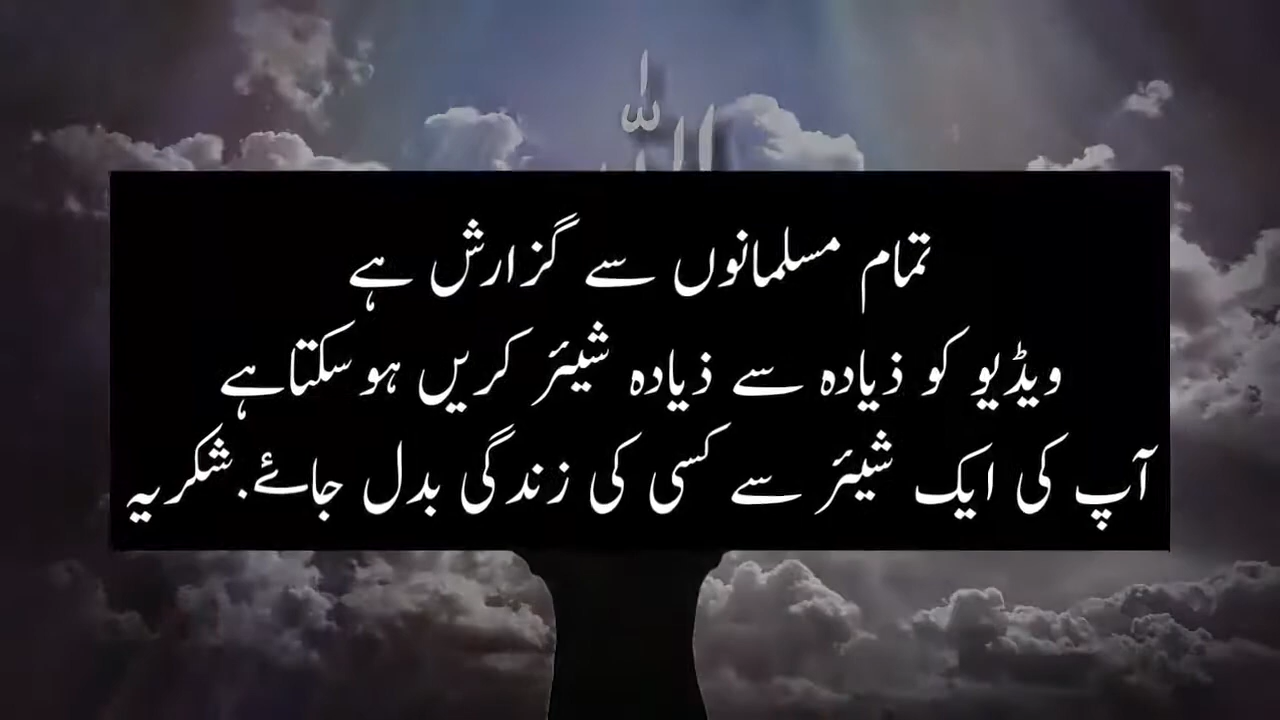 اللہ
تمام مسلمانوں سے گزارش ہے
ویڈیو کو ذیادہ سے ذیادہ شیئر کریں ہو سکتا ہے
آپ کی ایک شیئر سے کسی کی زندگی بدل جائے. شکریہ